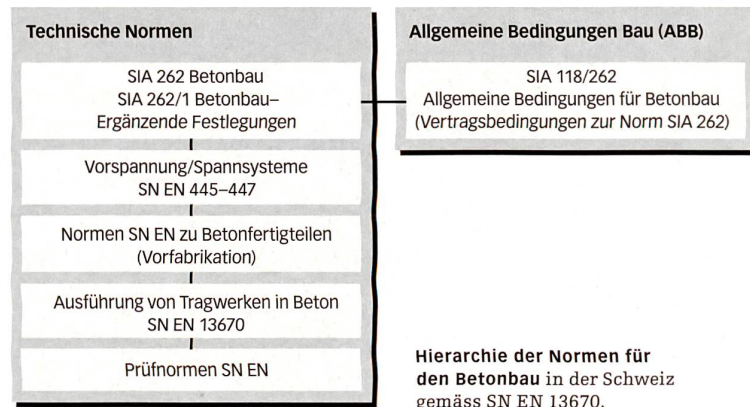 Technische Normen
SIA 262 Betonbau
SIA 262/1 Betonbau–
Ergänzende Festlegungen
Vorspannung/Spannsysteme
SN EN 445–447
Normen SN EN zu Betonfertigteilen
(Vorfabrikation)
Ausführung von Tragwerken in Beton
SN EN 13670
Prüfnormen SN EN
Allgemeine Bedingungen Bau (ABB)
SIA 118/262
Allgemeine Bedingungen für Betonbau
(Vertragsbedingungen zur Norm SIA 262)
Hierarchie der Normen für
den Betonbau in der Schweiz
gemäss SN EN 13670.